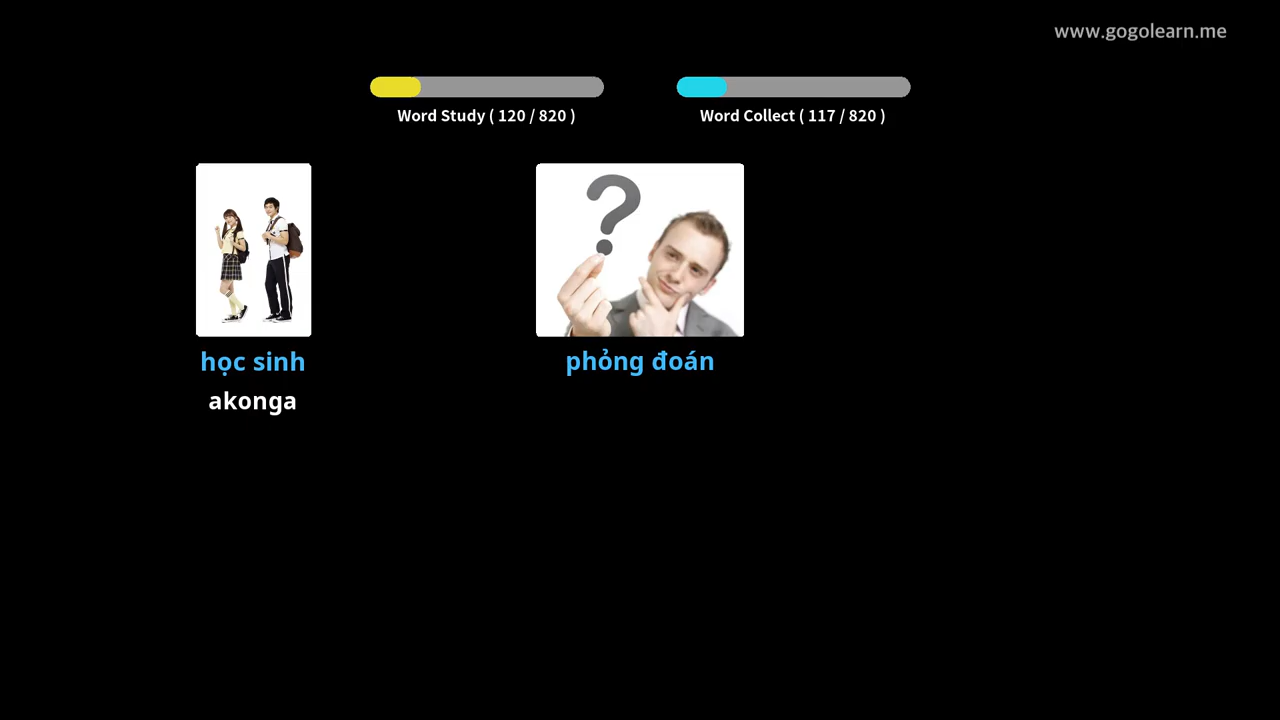 www.gogolearn.me
Word Study ( 120 / 820 )
Word Collect ( 117 / 820 )
?
học sinh
phỏng đoán
akonga